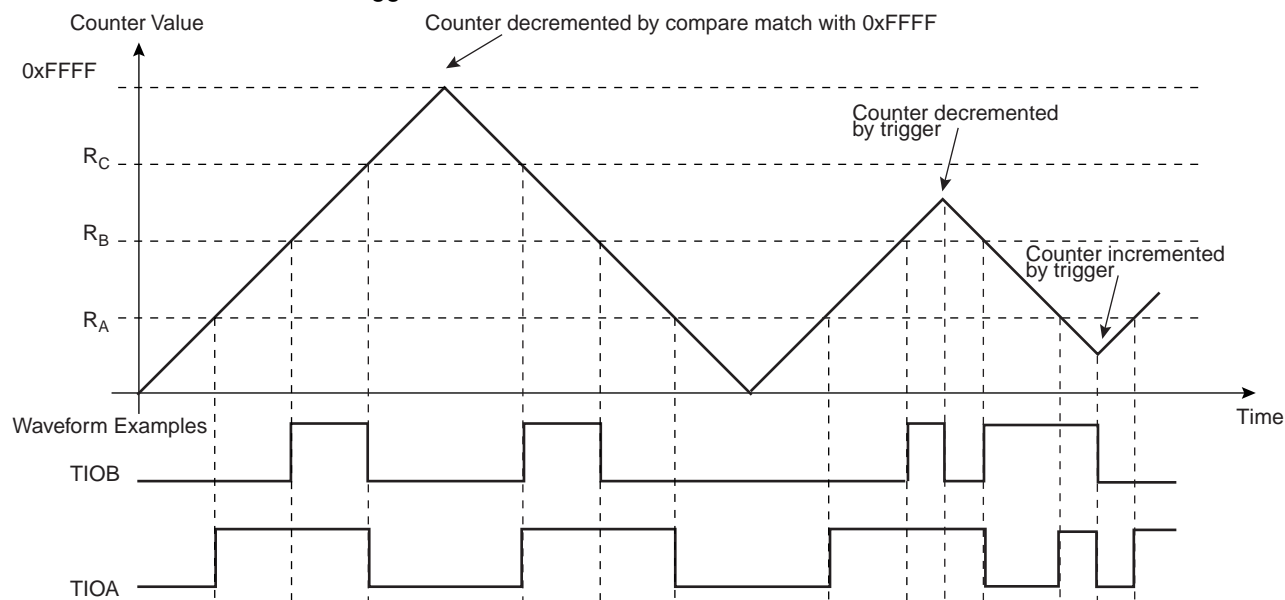 gg
Counter Value
Counter decremented by compare match with 0xFFFF
0xFFFF
Counter decremented
by trigger
RC
RB
Counter incremented
by trigger
RA
Time
Waveform Examples
TIOB
TIOA